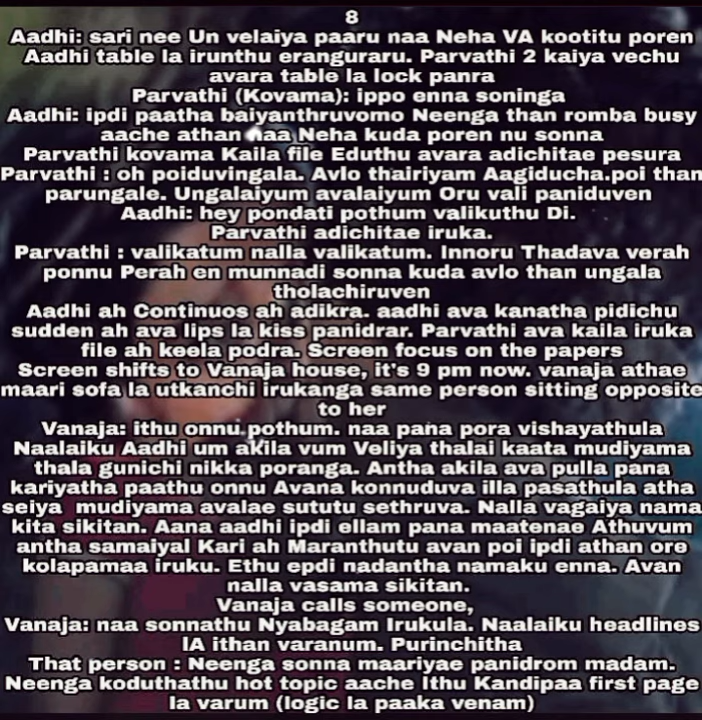 8
Aadhi: sari nee Un velaiya paaru naa Neha VA kootitu poren
Aadhi table la irunthu eranguraru. Parvathi 2 kaiya vechu
avara table la lock panra
Parvathi (Kovama): ippo enna soninga
Aadhi: ipdi paatha baiyanthruvomo Neenga than romba busy
aache athan naa Neha kuda poren nu sonna
Parvathi kovama Kaila file Eduthu avara adichitae pesura
Parvathi : oh poiduvingala. Avlo thairiyam Aagiducha.poi than
parungale. Ungalaiyum avalaiyum Oru vali paniduven
Aadhi: hey pondati pothum valikuthu Di.
Parvathi adichitae iruka.
Parvathi : valikatum nalla valikatum. Innoru Thadava verah
ponnu Perah en munnadi sonna kuda avlo than ungala
tholachiruven
Aadhi ah Continuos ah adikra. aadhi ava kanatha pidichu
sudden ah ava lips la kiss panidrar. Parvathi ava kaila iruka
file ah keela podra. Screen focus on the papers
Screen shifts to Vanaja house, it's 9 pm now. vanaja athae
maari sofa la utkanchi irukanga same person sitting opposite
to her
Vanaja: ithu onnu pothum. naa pana pora vishayathula
Naalaiku Aadhi um akila vum Veliya thalai kaata mudiyama
thala gunichi nikka poranga. Antha akila ava pulla pana
kariyatha paathu onnu Avana konnuduva illa pasathula atha
seiya mudiyama avalae sututu sethruva. Nalla vagaiya nama
kita sikitan. Aana aadhi ipdi ellam pana maatenae Athuvum
antha samaiyal Kari ah Maranthutu avan poi ipdi athan ore
kolapamaa iruku. Ethu epdi nadantha namaku enna. Avan
nalla vasama sikitan.
Vanaja calls someone,
Vanaja: naa sonnathu Nyabagam Irukula. Naalaiku headlines
lA ithan varanum. Purinchitha
That person : Neenga sonna maariyae panidrom madam.
Neenga koduthathu hot topic aache Ithu Kandipaa first page
la varum (logic la paaka venam)